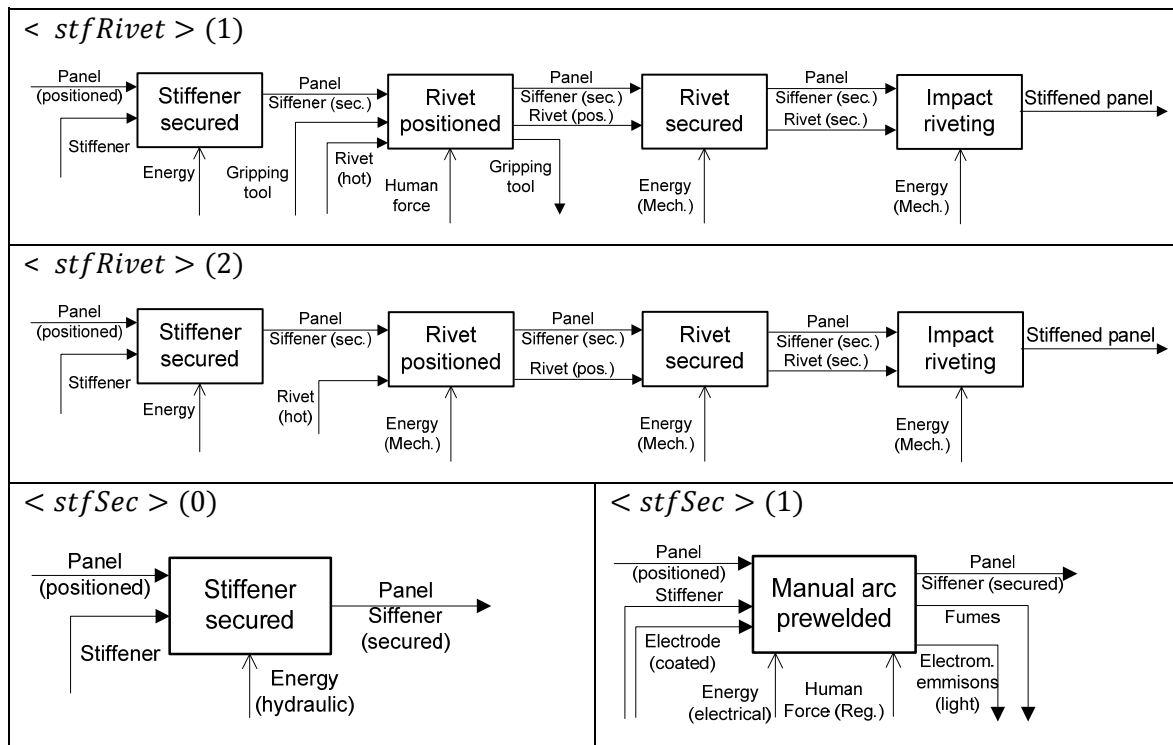 < stfRivet > (1)
Panel
(positioned)
Stiffener
Stiffener
secured
Energy
Panel
Siffener (sec.)
Gripping
tool
Rivet
(hot)
Rivet
positioned
Human
force
Panel
Siffener (sec.)
Rivet (pos.)
Gripping
tool
Rivet
secured
Energy
(Mech.)
Panel
Siffener (sec.)
Rivet (sec.)
Impact
riveting
Energy
(Mech.)
Stiffened panel
< stfRivet > (2)
Panel
(positioned)
Stiffener
Stiffener
secured
Energy
Panel
Siffener (sec.)
Rivet
(hot)
Rivet
positioned
Energy
(Mech.)
Panel
Siffener (sec.)
Rivet (pos.)
Rivet
secured
Energy
(Mech.)
Panel
Siffener (sec.)
Rivet (sec.)
Impact
riveting
Energy
(Mech.)
Stiffened panel
< stfSec > (0)
Panel
(positioned)
Stiffener
Stiffener
secured
Energy
(hydraulic)
Panel
Siffener
(secured)
< stfSec > (1)
Panel
(positioned)
Stiffener
Electrode
(coated)
Manual arc
prewelded
Energy
(electrical)
Human
Force (Reg.)
Panel
Siffener (secured)
Fumes
Electrom.
emmisons
(light)